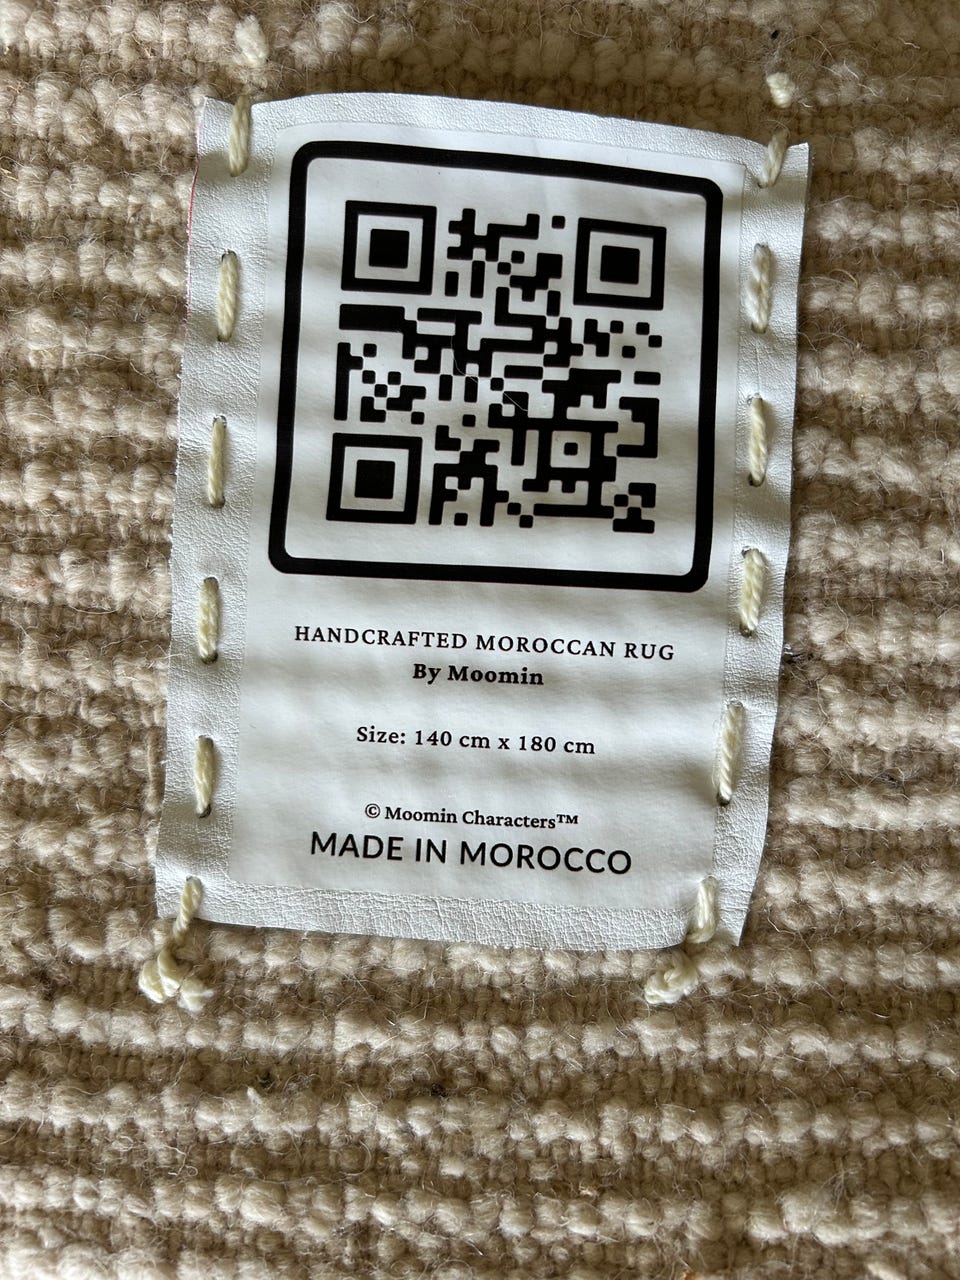 HANDCRAFTED MOROCCAN RUG
By Moomin
Size: 140 cm x 180 cm
© Moomin Characters™
MADE IN MOROCCO